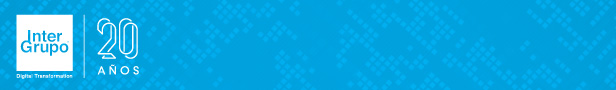 Inter
Grupo
Digital Transformation
20
AÑOS